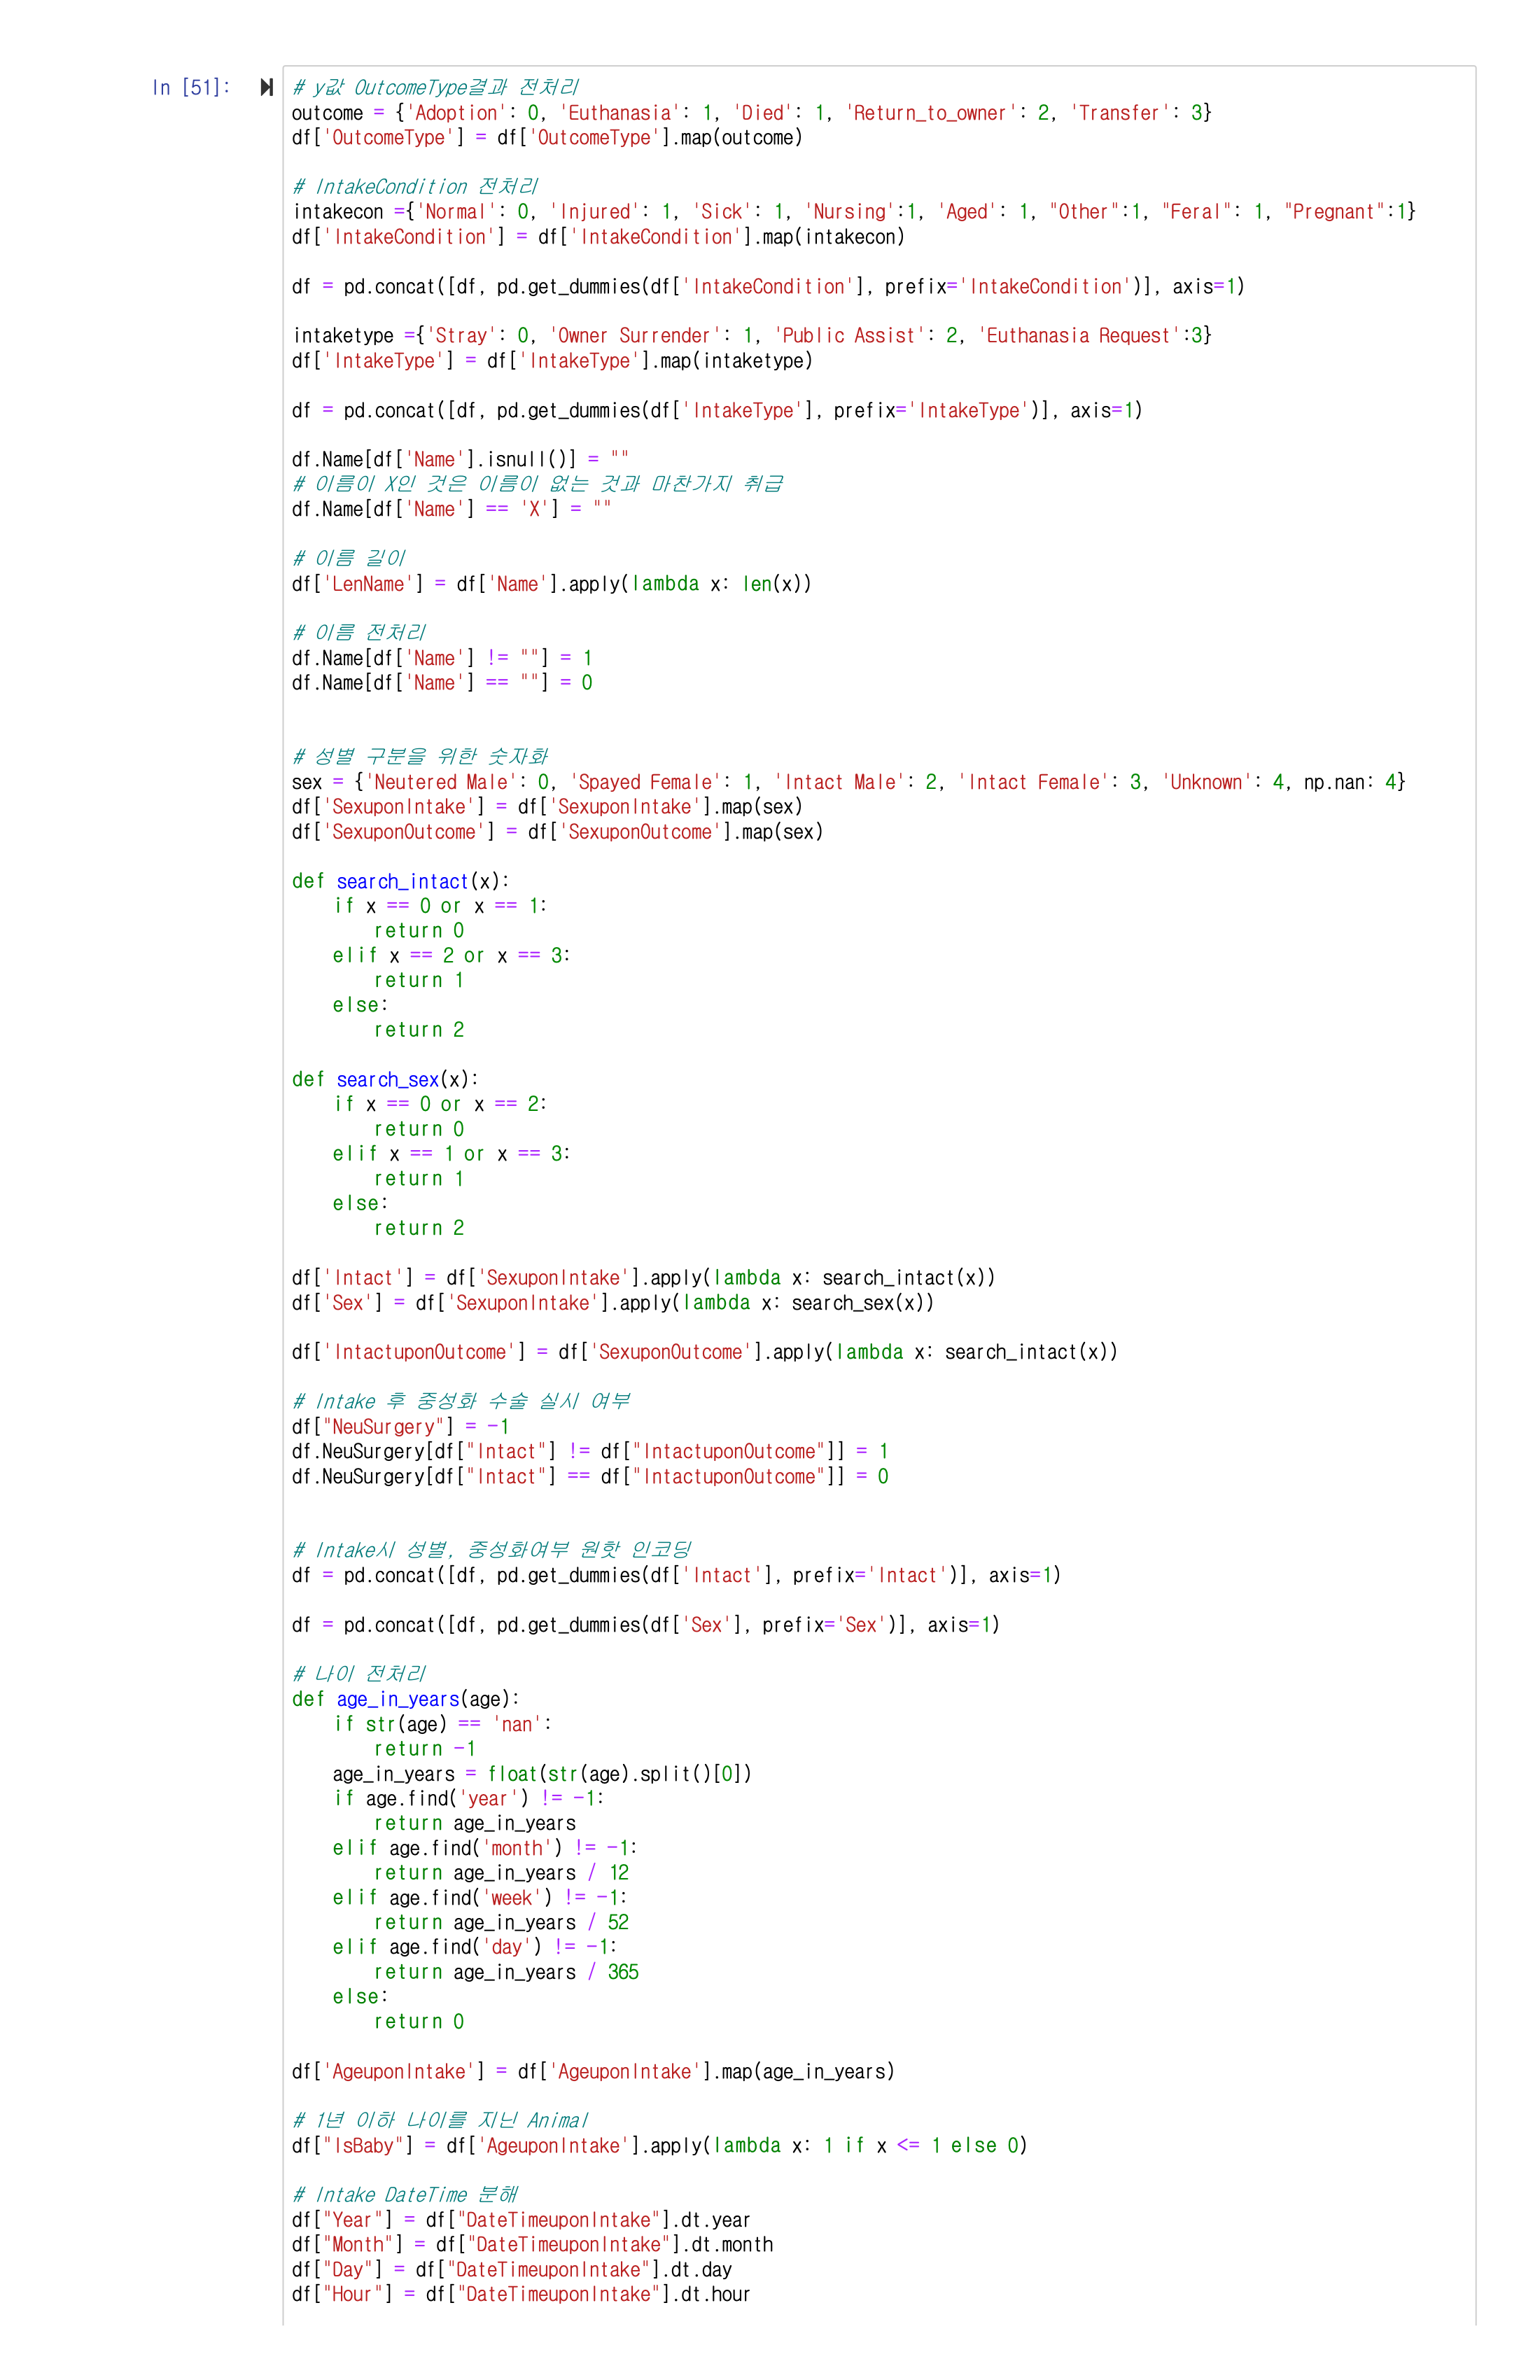 In [51]:
# y값 OutcomeType결과 전처리
outcome = {'Adoption': 0, 'Euthanasia': 1, 'Died': 1, 'Return_to_owner': 2, 'Transfer': 3}
df['OutcomeType'] = df['OutcomeType'].map(outcome)
# IntakeCondition 전처리
intakecon ={'Normal': 0, 'Injured': 1, 'Sick': 1, 'Nursing':1, 'Aged': 1, "Other":1, "Feral": 1, "Pregnant":1}
df['IntakeCondition'] = df['IntakeCondition'].map(intakecon)
df = pd.concat([df, pd.get_dummies(df['IntakeCondition'], prefix='IntakeCondition')], axis=1)
intaketype ={'Stray': 0, 'Owner Surrender': 1, 'Public Assist': 2, 'Euthanasia Request':3}
df['IntakeType'] = df['IntakeType'].map(intaketype)
df = pd.concat([df, pd.get_dummies(df['IntakeType'], prefix='IntakeType')], axis=1)
df.Name[df['Name'].isnull()] = ""
# 이름이 X인 것은 이름이 없는 것과 마찬가지 취급
df.Name[df['Name'] == 'X'] = ""
# 이름 길이
df['LenName'] = df['Name'].apply(lambda x: len(x))
# 이름 전처리
df.Name[df['Name'] != ""] = 1
df.Name[df['Name'] == ""] = 0
# 성별 구분을 위한 숫자화
sex = {'Neutered Male': 0, 'Spayed Female': 1, 'Intact Male': 2, 'Intact Female': 3, 'Unknown': 4, np.nan: 4}
df['SexuponIntake'] = df['SexuponIntake'].map(sex)
df['SexuponOutcome'] = df['SexuponOutcome'].map(sex)
def search_intact(x):
    if x == 0 or x == 1:
        return 0
    elif x == 2 or x == 3:
        return 1
    else:
        return 2
def search_sex(x):
    if x == 0 or x == 2:
        return 0
    elif x == 1 or x == 3:
        return 1
    else:
        return 2
df['Intact'] = df['SexuponIntake'].apply(lambda x: search_intact(x))
df['Sex'] = df['SexuponIntake'].apply(lambda x: search_sex(x))
df['IntactuponOutcome'] = df['SexuponOutcome'].apply(lambda x: search_intact(x))
# Intake 후 중성화 수술 실시 여부
df["NeuSurgery"] = -1
df.NeuSurgery[df["Intact"] != df["IntactuponOutcome"]] = 1
df.NeuSurgery[df["Intact"] == df["IntactuponOutcome"]] = 0
# Intake시 성별, 중성화여부 원핫 인코딩
df = pd.concat([df, pd.get_dummies(df['Intact'], prefix='Intact')], axis=1)
df = pd.concat([df, pd.get_dummies(df['Sex'], prefix='Sex')], axis=1)
# 나이 전처리
def age_in_years(age):
    if str(age) == 'nan':
        return -1
    age_in_years = float(str(age).split()[0])
    if age.find('year') != -1:
        return age_in_years
    elif age.find('month') != -1:
        return age_in_years / 12
    elif age.find('week') != -1:
        return age_in_years / 52
    elif age.find('day') != -1:
        return age_in_years / 365
    else:
        return 0
df['AgeuponIntake'] = df['AgeuponIntake'].map(age_in_years)
# 1년 이하 나이를 지닌 Animal
df["IsBaby"] = df['AgeuponIntake'].apply(lambda x: 1 if x <= 1 else 0)
# Intake DateTime 분해
df["Year"] = df["DateTimeuponIntake"].dt.year
df["Month"] = df["DateTimeuponIntake"].dt.month
df["Day"] = df["DateTimeuponIntake"].dt.day
df["Hour"] = df["DateTimeuponIntake"].dt.hour